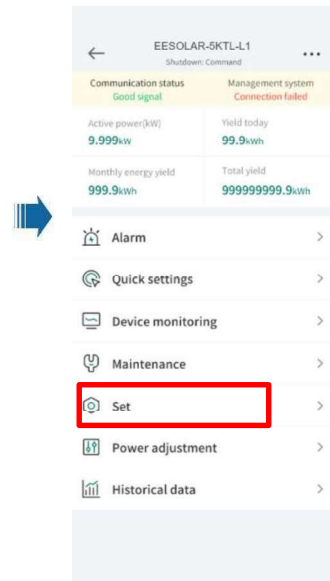 EESOLAR-5KTL-L1
Shutdown: Command
Communication status
Good signal
Management system
Connection failed
Active power(kW)
9.999kW
Yield today
99.9kWh
Monthly energy yield
999.9kWh
Total yield
999999999.9kWh
Alarm
Quick settings
Device monitoring
Maintenance
Set
Power adjustment
Historical data